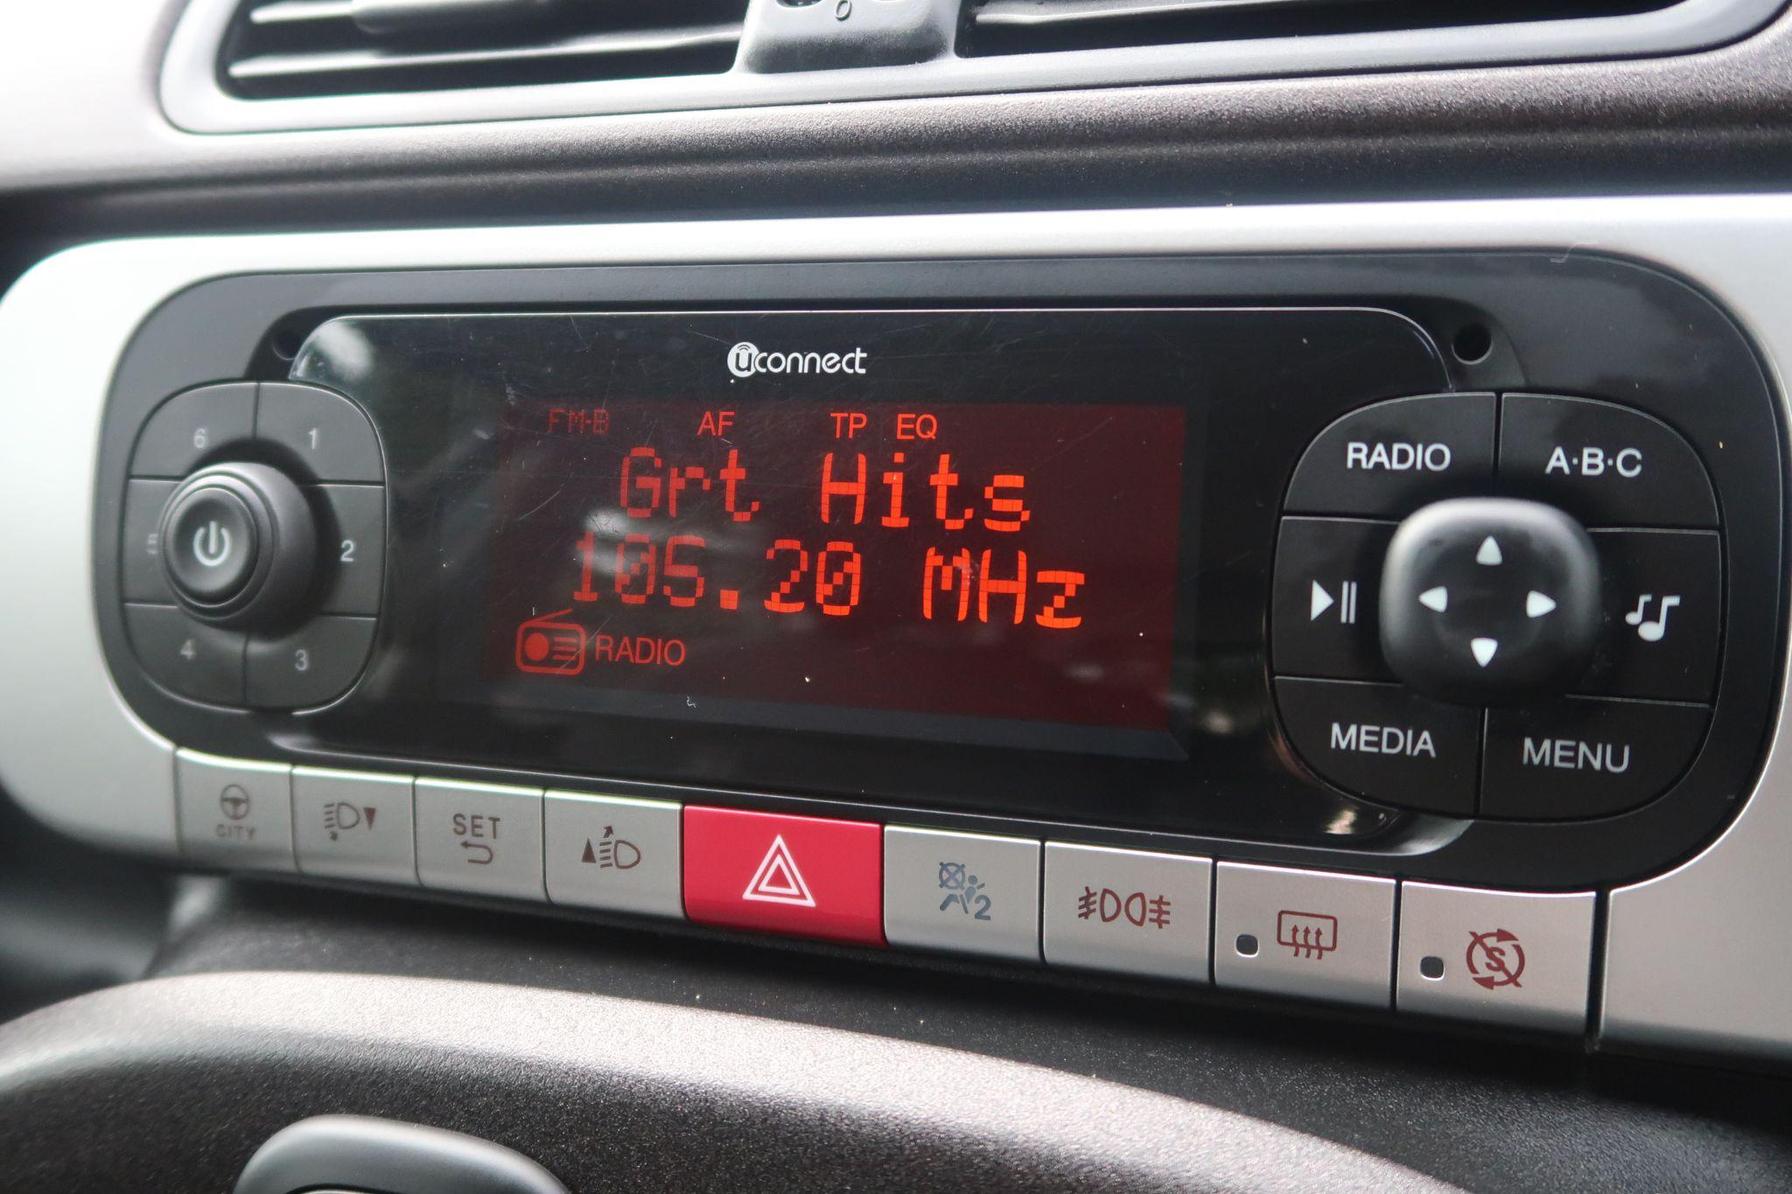 uconnect
FM-B AF TP EQ
Grt Hits
105.20 MHz
RADIO
6 1
2
4 3
RADIO A·B·C
MEDIA MENU
CITY
SET
2
S